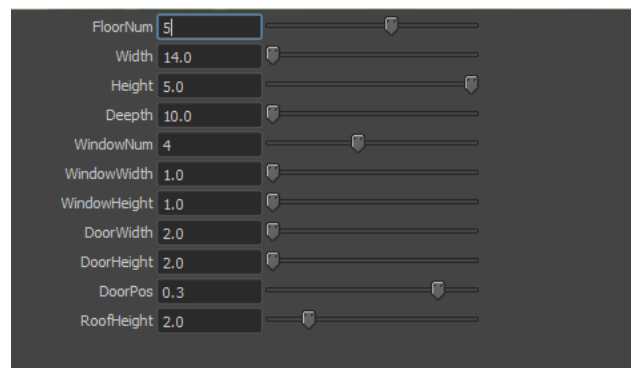 FloorNum 5
Width 14.0
Height 5.0
Deepth 10.0
WindowNum 4
WindowWidth 1.0
WindowHeight 1.0
DoorWidth 2.0
DoorHeight 2.0
DoorPos 0.3
RoofHeight 2.0